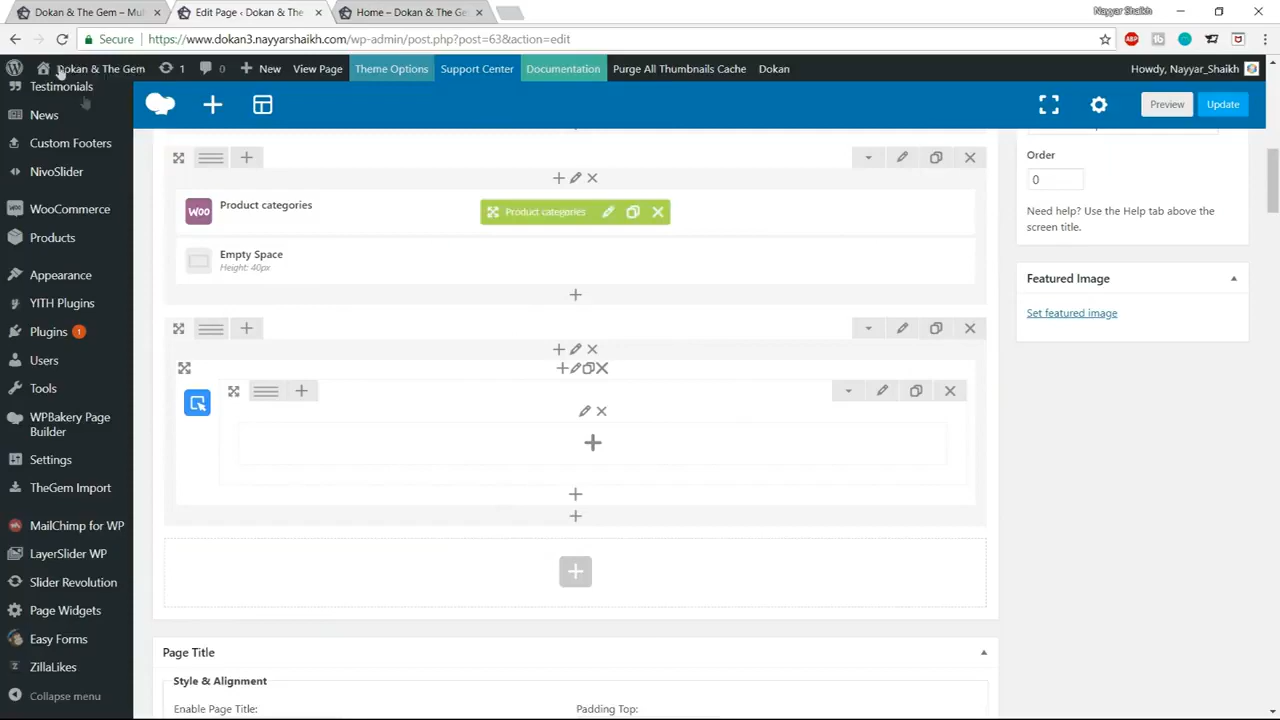 Dokan & The Gem – Mul
Edit Page ‹ Dokan & The
Home – Dokan & The Ge
Nayyar Shaikh
Secure
https://www.dokan3.nayyarshaikh.com/wp-admin/post.php?post=63&action=edit
Dokan & The Gem
1
0
New
View Page
Theme Options
Support Center
Documentation
Purge All Thumbnails Cache
Dokan
Howdy, Nayyar_Shaikh
Testimonials
News
Custom Footers
NivoSlider
WooCommerce
Products
Appearance
YITH Plugins
Plugins 1
Users
Tools
WPBakery Page
Builder
Settings
TheGem Import
MailChimp for WP
LayerSlider WP
Slider Revolution
Page Widgets
Easy Forms
ZillaLikes
Collapse menu
Preview
Update
Woo
Product categories
Product categories
Empty Space
Height: 40px
Page Title
Style & Alignment
Enable Page Title:
Padding Top:
Order
0
Need help? Use the Help tab above the
screen title.
Featured Image
Set featured image